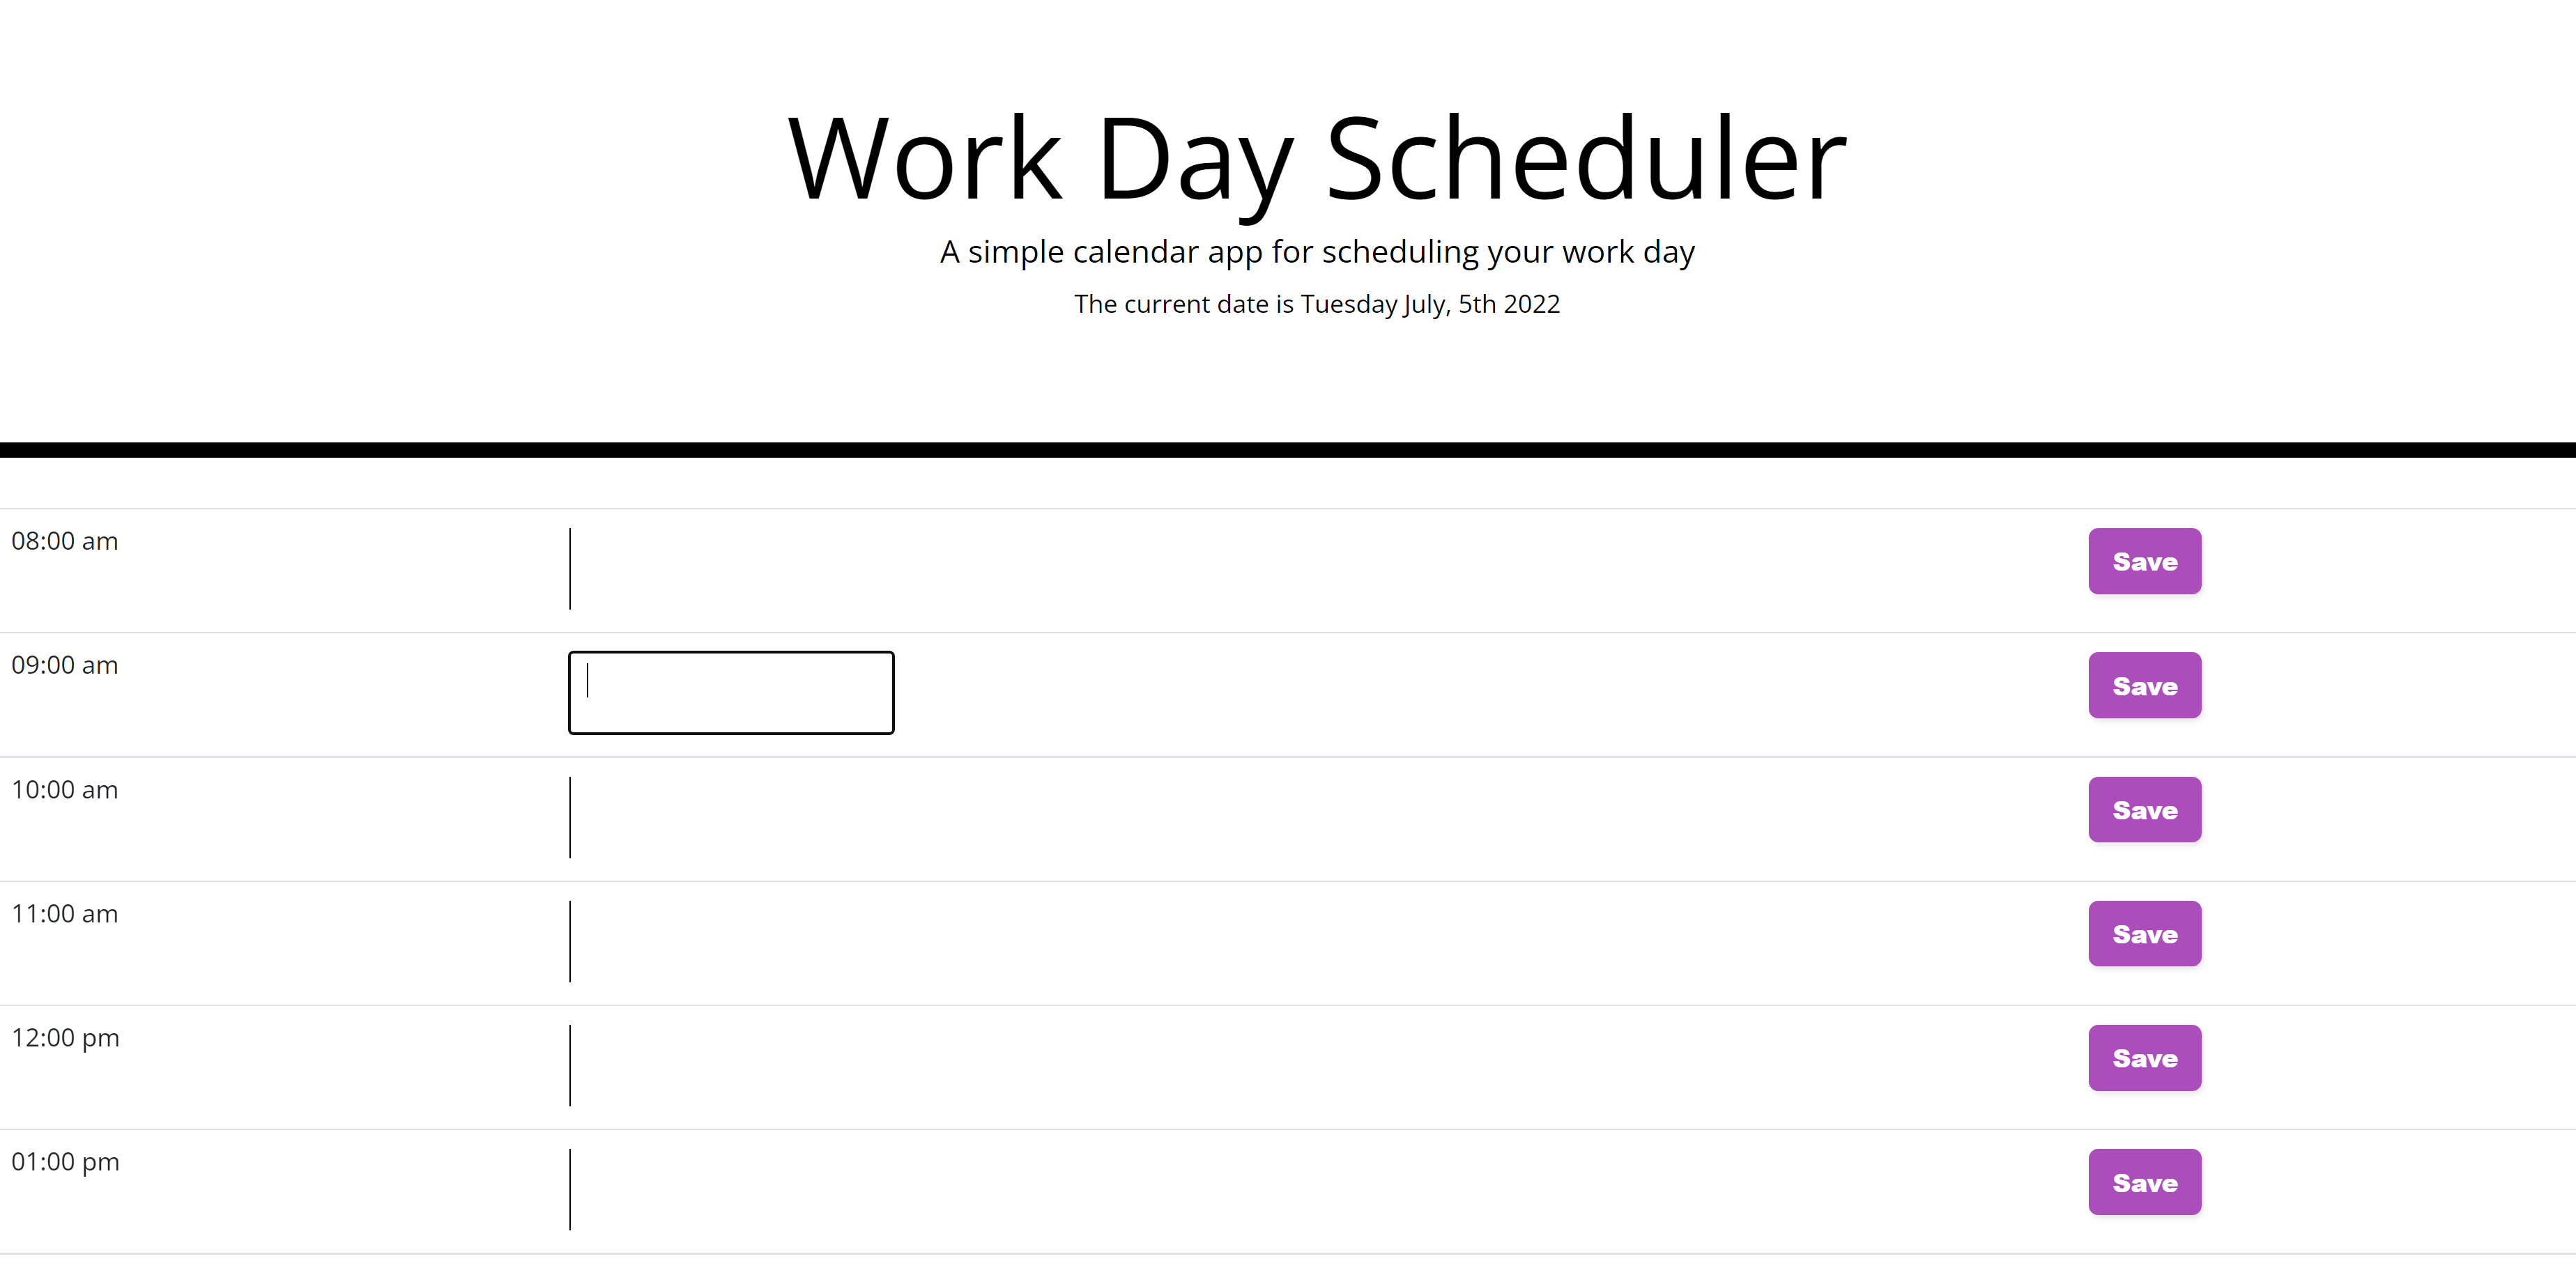 Work Day Scheduler
A simple calendar app for scheduling your work day
The current date is Tuesday July, 5th 2022
08:00 am Save
09:00 am Save
10:00 am Save
11:00 am Save
12:00 pm Save
01:00 pm Save